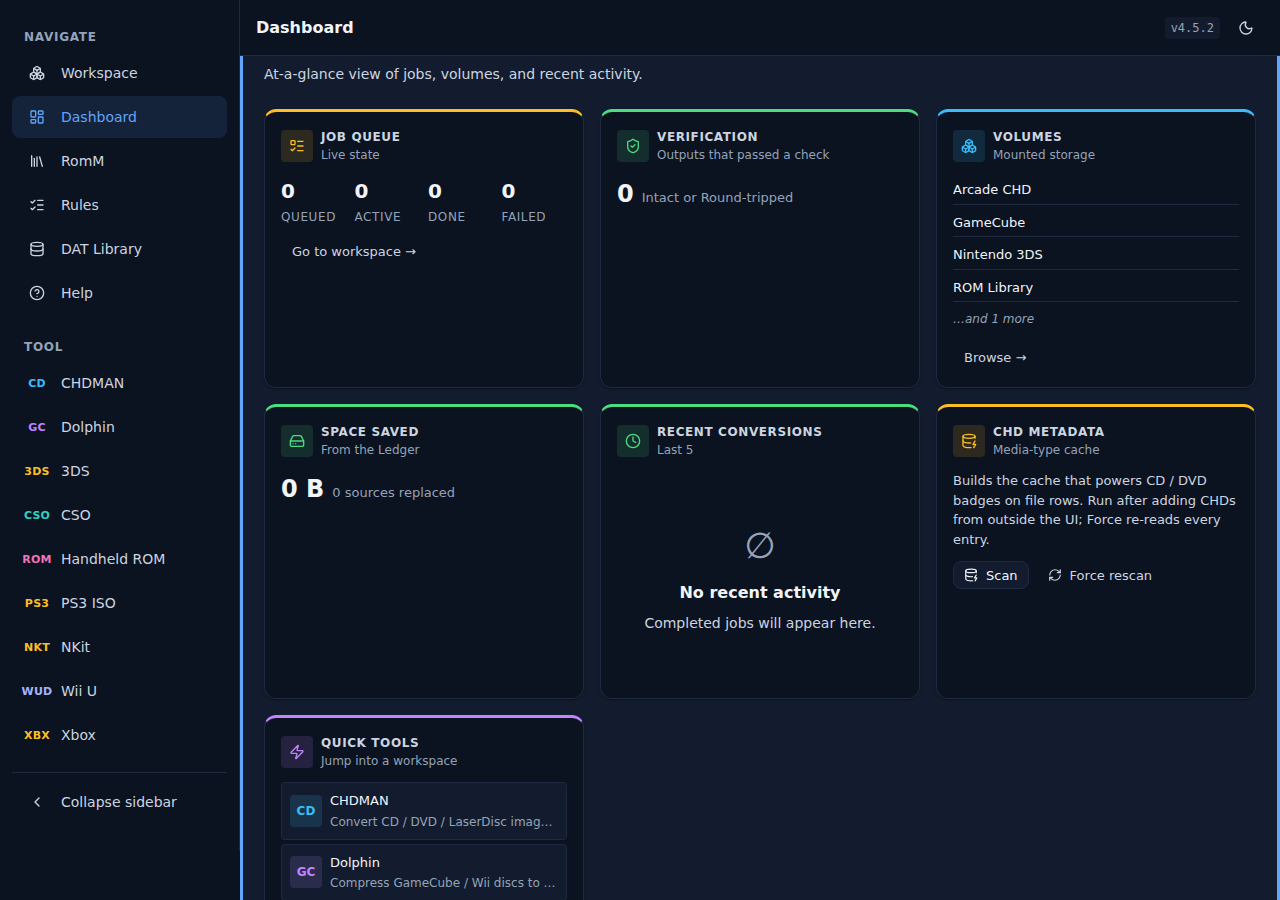 NAVIGATE
Workspace
Dashboard
RomM
Rules
DAT Library
Help
TOOL
CD CHDMAN
GC Dolphin
3DS 3DS
CSO CSO
ROM Handheld ROM
PS3 PS3 ISO
NKT NKit
WUD Wii U
XBX Xbox
Collapse sidebar
Dashboard
v4.5.2
At-a-glance view of jobs, volumes, and recent activity.
JOB QUEUE
Live state
0 0 0 0
QUEUED ACTIVE DONE FAILED
Go to workspace →
VERIFICATION
Outputs that passed a check
0 Intact or Round-tripped
VOLUMES
Mounted storage
Arcade CHD
GameCube
Nintendo 3DS
ROM Library
…and 1 more
Browse →
SPACE SAVED
From the Ledger
0 B 0 sources replaced
RECENT CONVERSIONS
Last 5
∅
No recent activity
Completed jobs will appear here.
CHD METADATA
Media-type cache
Builds the cache that powers CD / DVD
badges on file rows. Run after adding CHDs
from outside the UI; Force re-reads every
entry.
Scan Force rescan
QUICK TOOLS
Jump into a workspace
CD CHDMAN
Convert CD / DVD / LaserDisc imag…
GC Dolphin
Compress GameCube / Wii discs to …